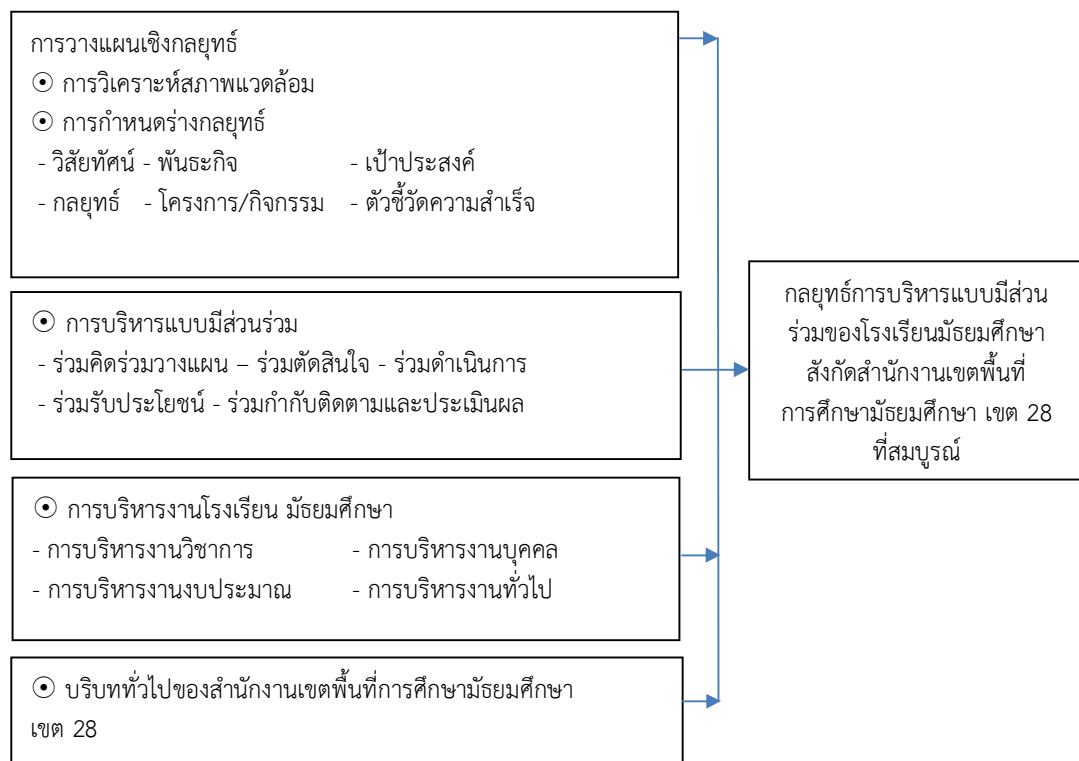 การวางแผนเชิงกลยุทธ์
⊙ การวิเคราะห์สภาพแวดล้อม
⊙ การกำหนดร่างกลยุทธ์
- วิสัยทัศน์ - พันธะกิจ - เป้าประสงค์
- กลยุทธ์ - โครงการ/กิจกรรม - ตัวชี้วัดความสำเร็จ
⊙ การบริหารแบบมีส่วนร่วม
- ร่วมคิดร่วมวางแผน – ร่วมตัดสินใจ - ร่วมดำเนินการ
- ร่วมรับประโยชน์ - ร่วมกำกับติดตามและประเมินผล
⊙ การบริหารงานโรงเรียน มัธยมศึกษา
- การบริหารงานวิชาการ - การบริหารงานบุคคล
- การบริหารงานงบประมาณ - การบริหารงานทั่วไป
⊙ บริบททั่วไปของสำนักงานเขตพื้นที่การศึกษามัธยมศึกษา
เขต 28
กลยุทธ์การบริหารแบบมีส่วน
ร่วมของโรงเรียนมัธยมศึกษา
สังกัดสำนักงานเขตพื้นที่
การศึกษามัธยมศึกษา เขต 28
ที่สมบูรณ์